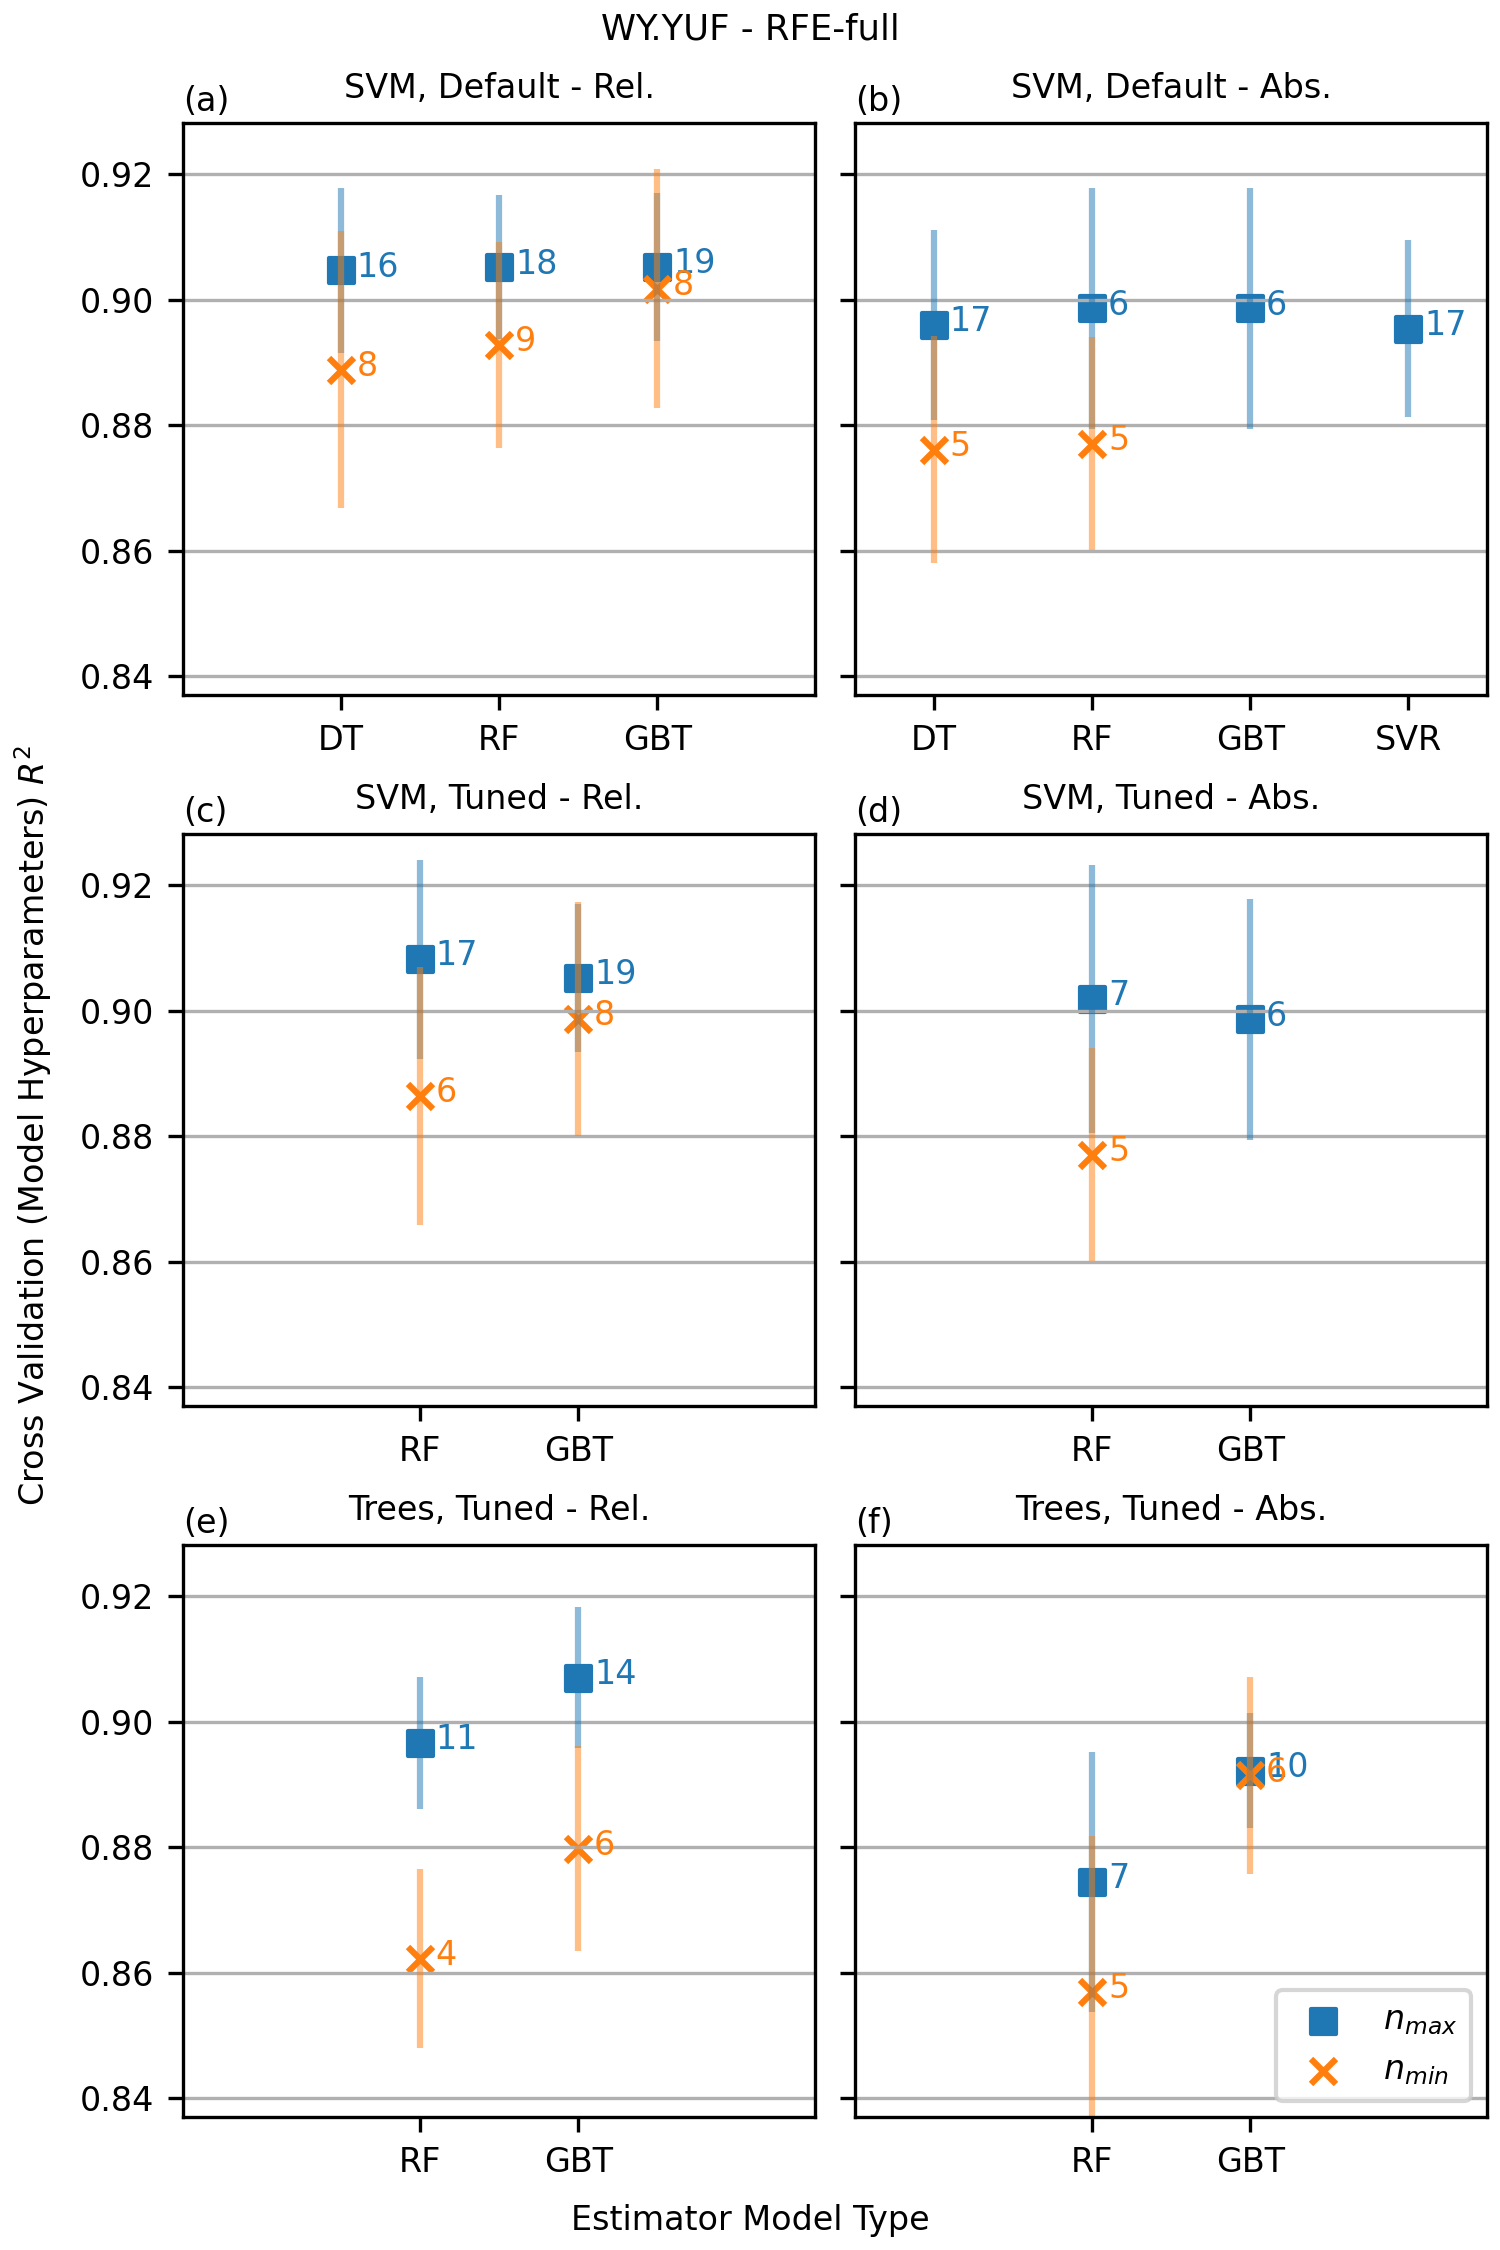 WY.YUF - RFE-full
(a) SVM, Default - Rel.
(b) SVM, Default - Abs.
0.92
0.90
0.88
0.86
0.84
16
18
19
8
9
8
17
6
6
17
5
5
DT RF GBT
DT RF GBT SVR
Cross Validation (Model Hyperparameters) R²
(c) SVM, Tuned - Rel.
(d) SVM, Tuned - Abs.
0.92
0.90
0.88
0.86
0.84
17
19
6
8
7
6
5
RF GBT
RF GBT
(e) Trees, Tuned - Rel.
(f) Trees, Tuned - Abs.
0.92
0.90
0.88
0.86
0.84
11
14
4
6
7
10
5
6
n_max
n_min
RF GBT
RF GBT
Estimator Model Type